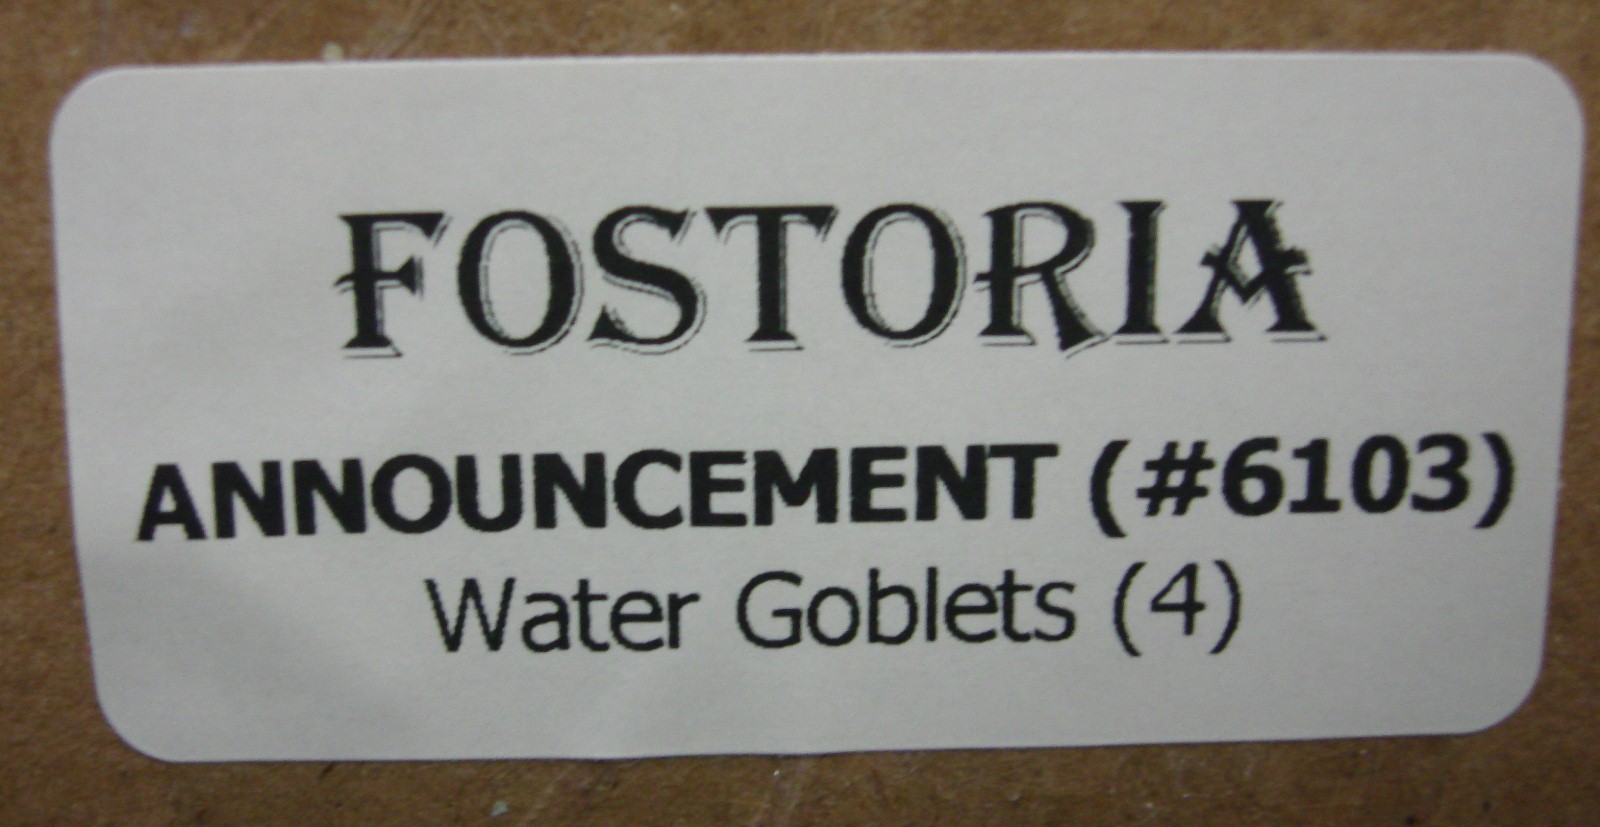 FOSTORIA
ANNOUNCEMENT (#6103)
Water Goblets (4)